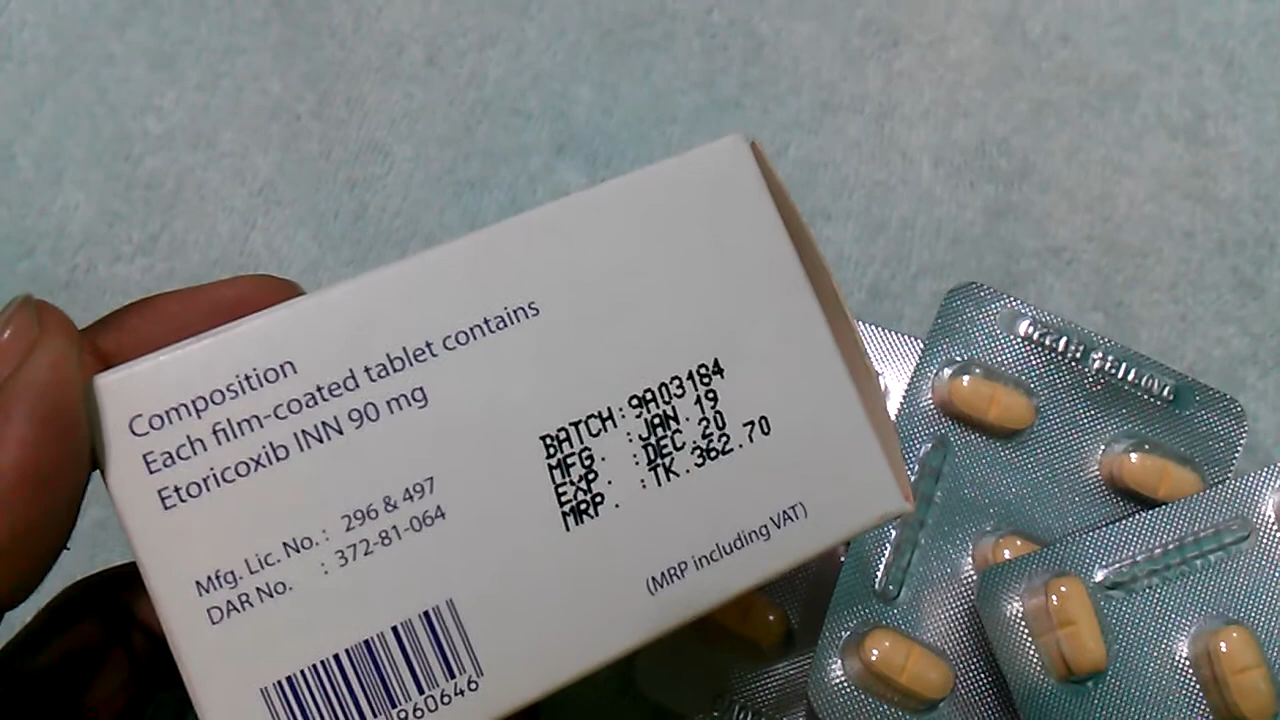 Composition
Each film-coated tablet contains
Etoricoxib INN 90 mg
Mfg. Lic. No. : 296 & 497
DAR No. : 372-81-064
BATCH:9A03184
MFG. :JAN.19
EXP. :DEC.20
MRP. :TK.362.70
(MRP including VAT)
960646